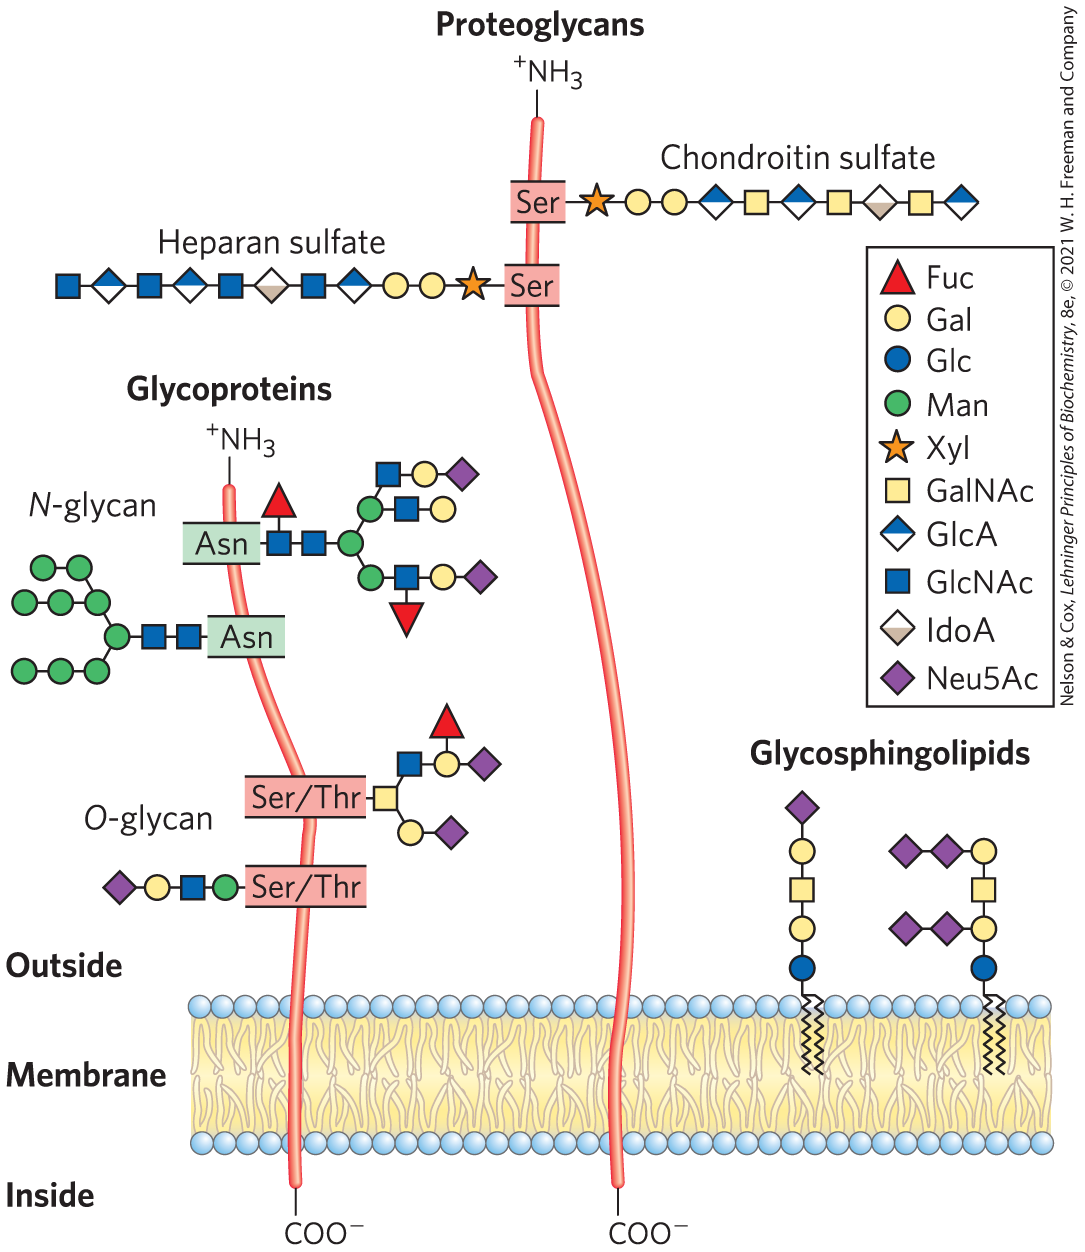 Proteoglycans
⁺NH₃
Chondroitin sulfate
Ser
Heparan sulfate
Ser
Fuc
Gal
Glc
Man
Xyl
GalNAc
GlcA
GlcNAc
IdoA
Neu5Ac
Glycoproteins
⁺NH₃
N-glycan
Asn
Asn
Ser/Thr
O-glycan
Ser/Thr
Glycosphingolipids
Outside
Membrane
Inside
COO⁻
COO⁻
Nelson & Cox, Lehninger Principles of Biochemistry, 8e, © 2021 W. H. Freeman and Company